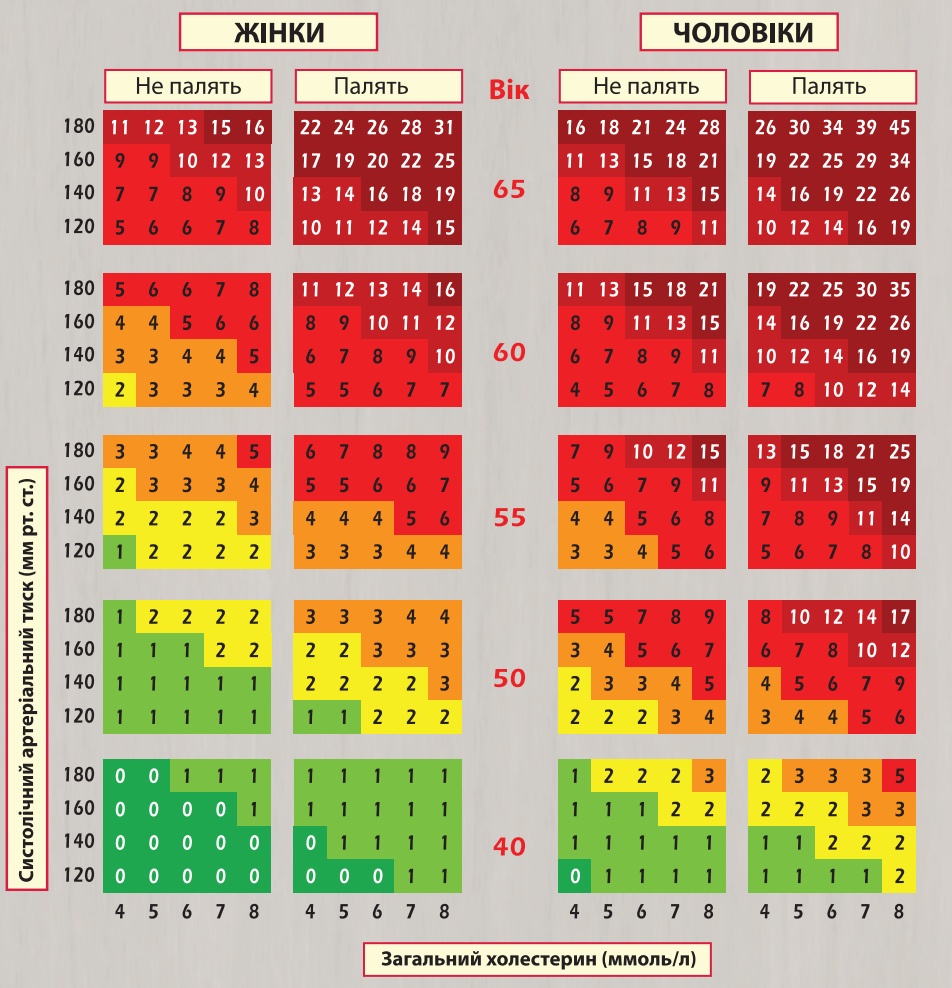 ЖІНКИ ЧОЛОВІКИ
Не палять Палять Вік Не палять Палять
180 11 12 13 15 16 22 24 26 28 31 16 18 21 24 28 26 30 34 39 45
160 9 9 10 12 13 17 19 20 22 25 11 13 15 18 21 19 22 25 29 34
65
140 7 7 8 9 10 13 14 16 18 19 8 9 11 13 15 14 16 19 22 26
120 5 6 6 7 8 10 11 12 14 15 6 7 8 9 11 10 12 14 16 19
180 5 6 6 7 8 11 12 13 14 16 11 13 15 18 21 19 22 25 30 35
160 4 4 5 6 6 8 9 10 11 12 8 9 11 13 15 14 16 19 22 26
60
140 3 3 4 4 5 6 7 8 9 10 6 7 8 9 11 10 12 14 16 19
120 2 3 3 3 4 5 5 6 7 7 4 5 6 7 8 7 8 10 12 14
180 3 3 4 4 5 6 7 8 8 9 7 9 10 12 15 13 15 18 21 25
160 2 3 3 3 4 5 5 6 6 7 5 6 7 9 11 9 11 13 15 19
55
140 2 2 2 2 3 4 4 4 5 6 4 4 5 6 8 7 8 9 11 14
120 1 2 2 2 2 3 3 3 4 4 3 3 4 5 6 5 6 7 8 10
180 1 2 2 2 2 3 3 3 4 4 5 5 7 8 9 8 10 12 14 17
160 1 1 1 2 2 2 2 3 3 3 3 4 5 6 7 6 7 8 10 12
50
140 1 1 1 1 1 2 2 2 2 3 2 3 3 4 5 4 5 6 7 9
120 1 1 1 1 1 1 1 2 2 2 2 2 2 3 4 3 4 4 5 6
180 0 0 1 1 1 1 1 1 1 1 1 2 2 2 3 2 3 3 3 5
160 0 0 0 0 1 1 1 1 1 1 1 1 1 2 2 2 2 2 3 3
40
140 0 0 0 0 0 0 1 1 1 1 1 1 1 1 1 1 1 2 2 2
120 0 0 0 0 0 0 0 0 1 1 0 1 1 1 1 1 1 1 1 2
4 5 6 7 8 4 5 6 7 8 4 5 6 7 8 4 5 6 7 8
Систолічний артеріальний тиск (мм рт. ст.)
Загальний холестерин (ммоль/л)